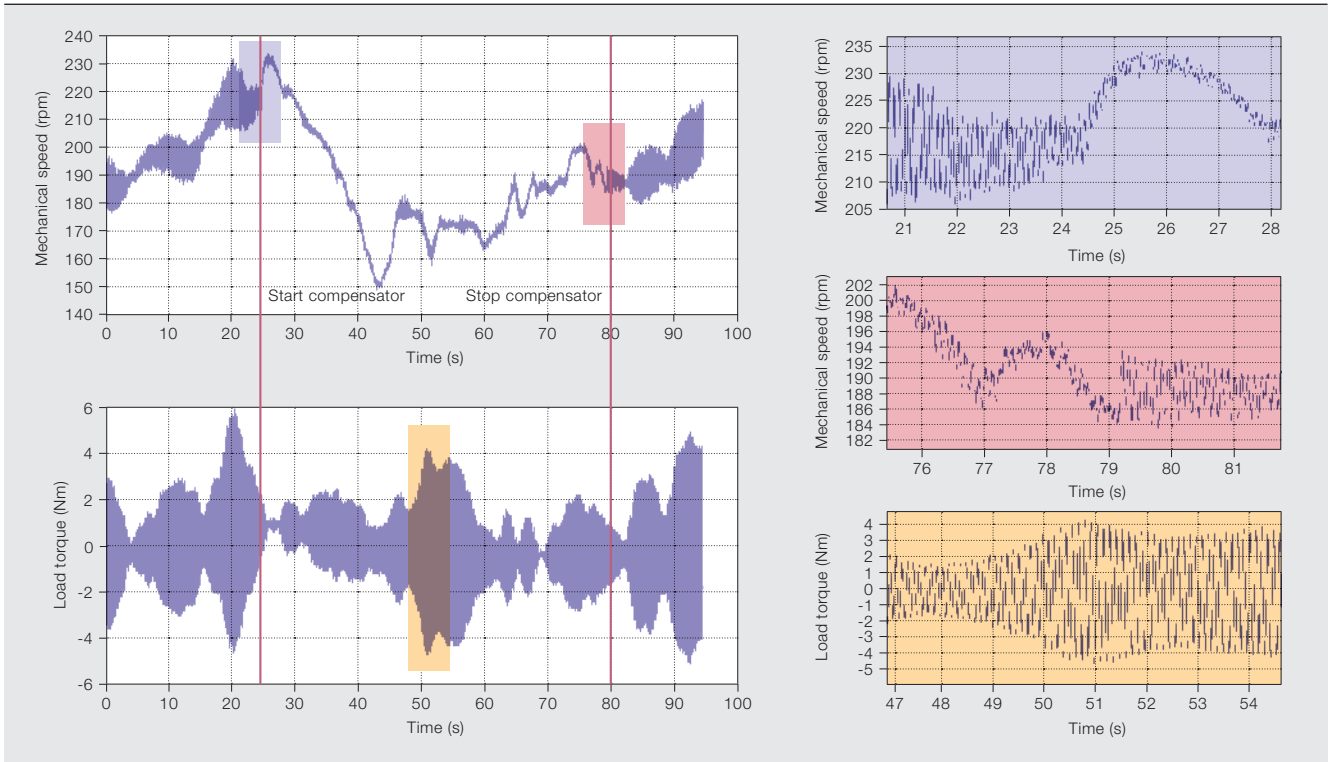 Mechanical speed (rpm)
240
230
220
210
200
190
180
170
160
150
140
Start compensator
Stop compensator
0 10 20 30 40 50 60 70 80 90 100
Time (s)
Load torque (Nm)
6
4
2
0
-2
-4
-6
0 10 20 30 40 50 60 70 80 90 100
Time (s)
Mechanical speed (rpm)
235
230
225
220
215
210
205
21 22 23 24 25 26 27 28
Time (s)
Mechanical speed (rpm)
202
200
198
196
194
192
190
188
186
184
182
76 77 78 79 80 81
Time (s)
Load torque (Nm)
4
3
2
1
0
-1
-2
-3
-4
-5
47 48 49 50 51 52 53 54
Time (s)